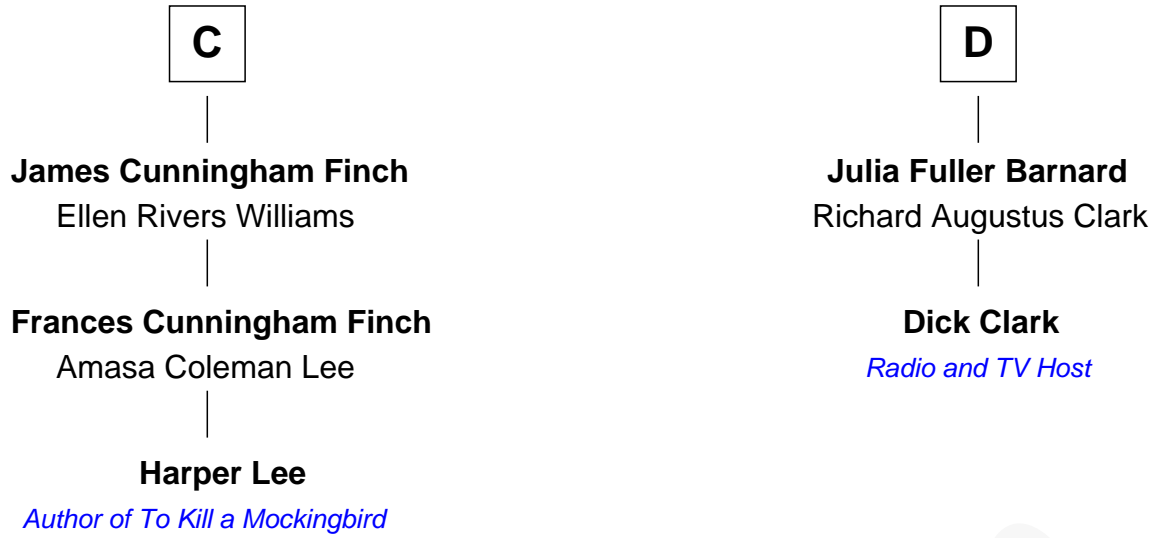 C
James Cunningham Finch
Ellen Rivers Williams
Frances Cunningham Finch
Amasa Coleman Lee
Harper Lee
Author of To Kill a Mockingbird
D
Julia Fuller Barnard
Richard Augustus Clark
Dick Clark
Radio and TV Host